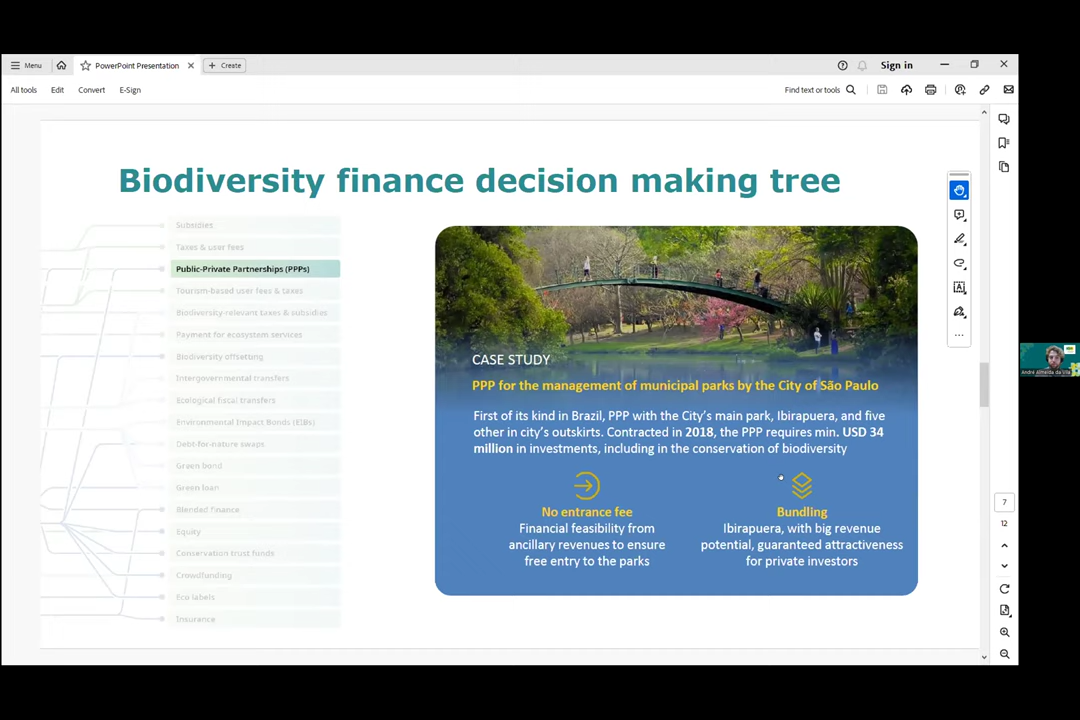 Menu
PowerPoint Presentation
Create
Sign in
All tools
Edit
Convert
E-Sign
Find text or tools
Biodiversity finance decision making tree
Subsidies
Taxes & user fees
Public-Private Partnerships (PPPs)
Tourism-based user fees & taxes
Biodiversity-relevant taxes & subsidies
Payment for ecosystem services
Biodiversity offsetting
Intergovernmental transfers
Ecological fiscal transfers
Environmental Impact Bonds (EIBs)
Debt-for-nature swaps
Green bond
Green loan
Blended finance
Equity
Conservation trust funds
Crowdfunding
Eco labels
Insurance
CASE STUDY
PPP for the management of municipal parks by the City of São Paulo
First of its kind in Brazil, PPP with the City's main park, Ibirapuera, and five
other in city's outskirts. Contracted in 2018, the PPP requires min. USD 34
million in investments, including in the conservation of biodiversity
No entrance fee
Financial feasibility from
ancillary revenues to ensure
free entry to the parks
Bundling
Ibirapuera, with big revenue
potential, guaranteed attractiveness
for private investors
7
12